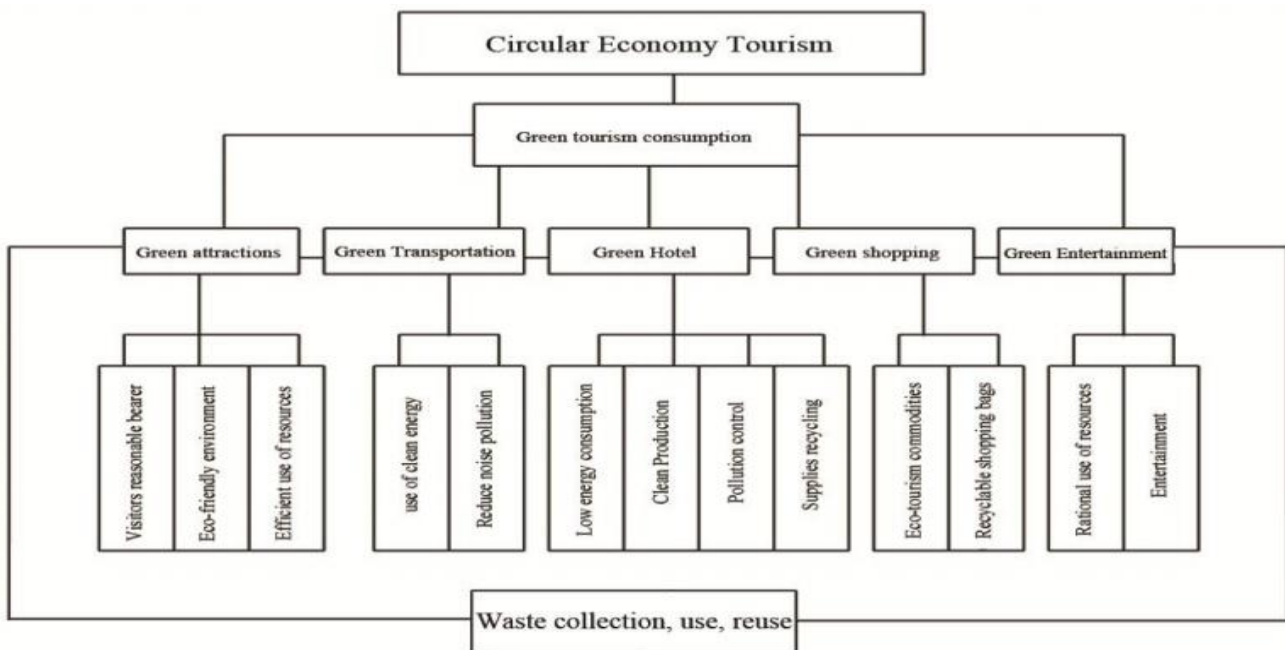 Circular Economy Tourism
Green tourism consumption
Green attractions
Green Transportation
Green Hotel
Green shopping
Green Entertainment
Visitors reasonable bearer
Eco-friendly environment
Efficient use of resources
use of clean energy
Reduce noise pollution
Low energy consumption
Clean Production
Pollution control
Supplies recycling
Eco-tourism commodities
Recyclable shopping bags
Rational use of resources
Entertainment
Waste collection, use, reuse